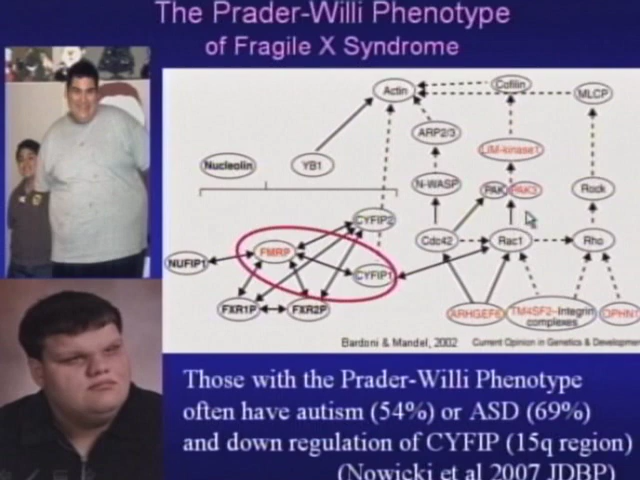 The Prader-Willi Phenotype
of Fragile X Syndrome
Actin
Cofilin
MLCP
ARP2/3
LIM-kinase1
Nucleolin
YB1
N-WASP
PAK
PAK3
Rock
CYFIP2
FMRP
NUFIP1
CYFIP1
Cdc42
Rac1
Rho
FXR1P
FXR2P
ARHGEF6
TM4SF2–Integrin
complexes
OPHN1
Bardoni & Mandel, 2002
Current Opinion in Genetics & Developmen
Those with the Prader-Willi Phenotype
often have autism (54%) or ASD (69%)
and down regulation of CYFIP (15q region)
(Nowicki et al 2007 JDBP)